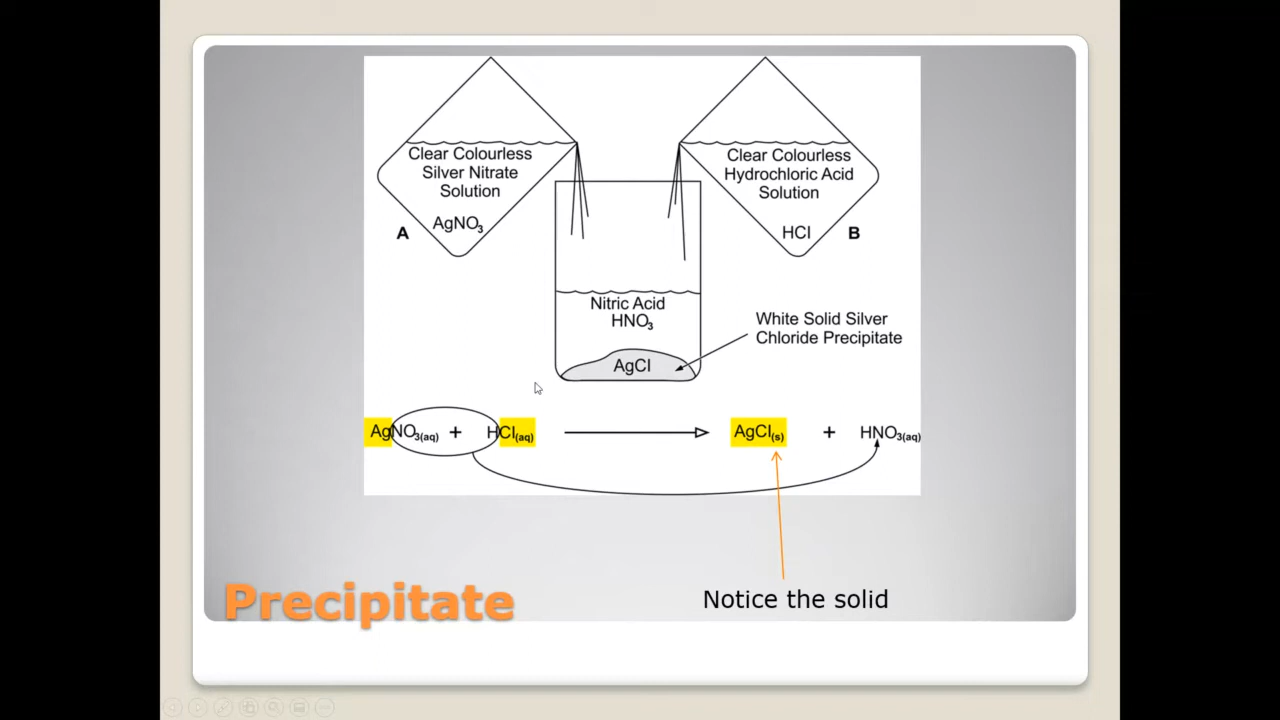 Clear Colourless
Silver Nitrate
Solution
AgNO₃
A
Clear Colourless
Hydrochloric Acid
Solution
HCl
B
Nitric Acid
HNO₃
White Solid Silver
Chloride Precipitate
AgCl
AgNO₃(aq) + HCl(aq) → AgCl(s) + HNO₃(aq)
Notice the solid
Precipitate